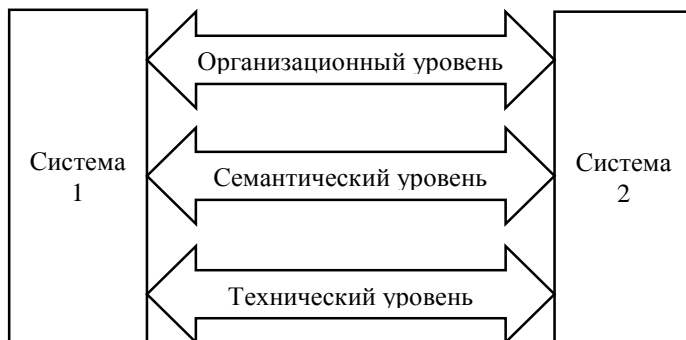 Организационный уровень
Система
1
Семантический уровень
Система
2
Технический уровень